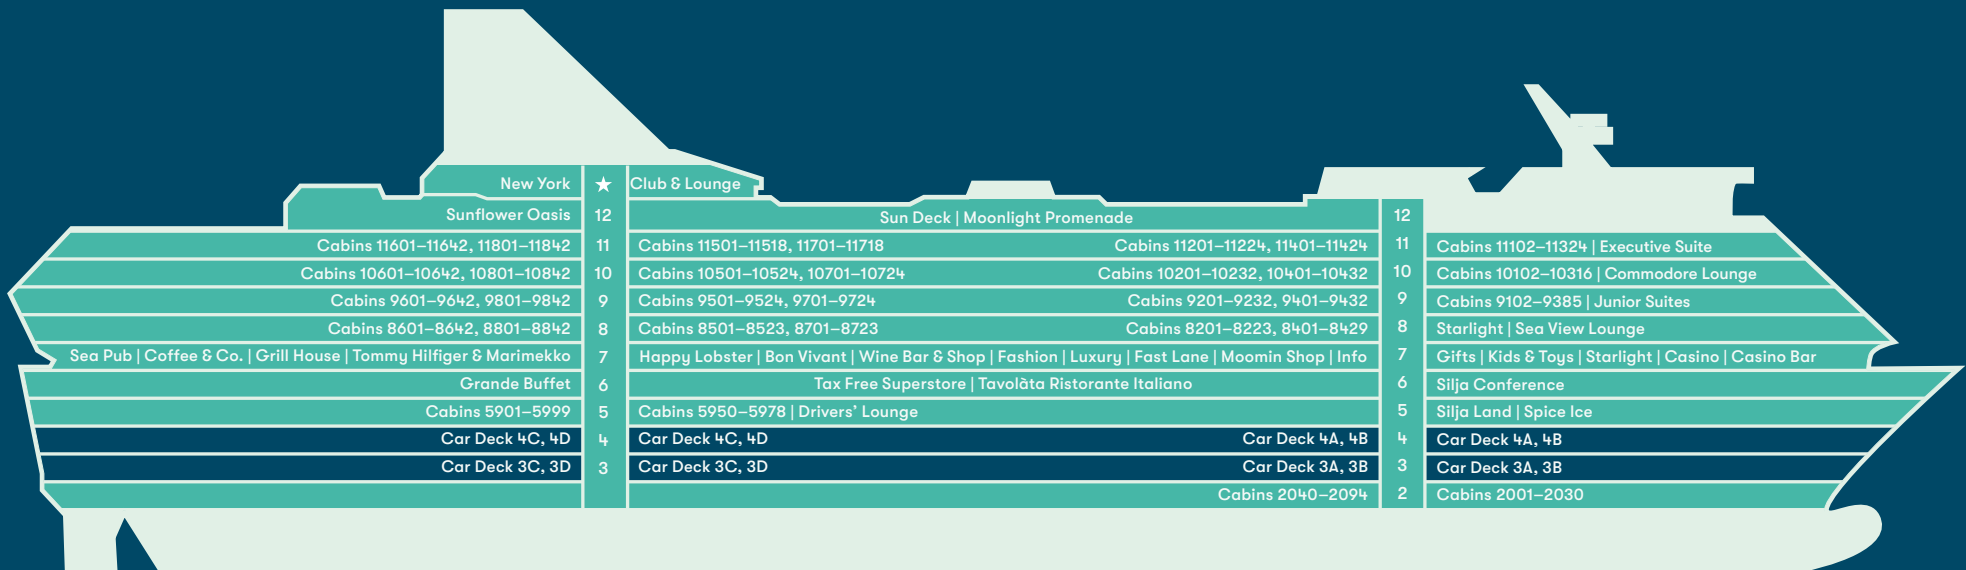 New York ★ Club & Lounge
Sunflower Oasis 12 Sun Deck | Moonlight Promenade 12
Cabins 11601–11642, 11801–11842 11 Cabins 11501–11518, 11701–11718 Cabins 11201–11224, 11401–11424 11 Cabins 11102–11324 | Executive Suite
Cabins 10601–10642, 10801–10842 10 Cabins 10501–10524, 10701–10724 Cabins 10201–10232, 10401–10432 10 Cabins 10102–10316 | Commodore Lounge
Cabins 9601–9642, 9801–9842 9 Cabins 9501–9524, 9701–9724 Cabins 9201–9232, 9401–9432 9 Cabins 9102–9385 | Junior Suites
Cabins 8601–8642, 8801–8842 8 Cabins 8501–8523, 8701–8723 Cabins 8201–8223, 8401–8429 8 Starlight | Sea View Lounge
Sea Pub | Coffee & Co. | Grill House | Tommy Hilfiger & Marimekko 7 Happy Lobster | Bon Vivant | Wine Bar & Shop | Fashion | Luxury | Fast Lane | Moomin Shop | Info 7 Gifts | Kids & Toys | Starlight | Casino | Casino Bar
Grande Buffet 6 Tax Free Superstore | Tavolàta Ristorante Italiano 6 Silja Conference
Cabins 5901–5999 5 Cabins 5950–5978 | Drivers’ Lounge 5 Silja Land | Spice Ice
Car Deck 4C, 4D 4 Car Deck 4C, 4D Car Deck 4A, 4B 4 Car Deck 4A, 4B
Car Deck 3C, 3D 3 Car Deck 3C, 3D Car Deck 3A, 3B 3 Car Deck 3A, 3B
Cabins 2040–2094 2 Cabins 2001–2030